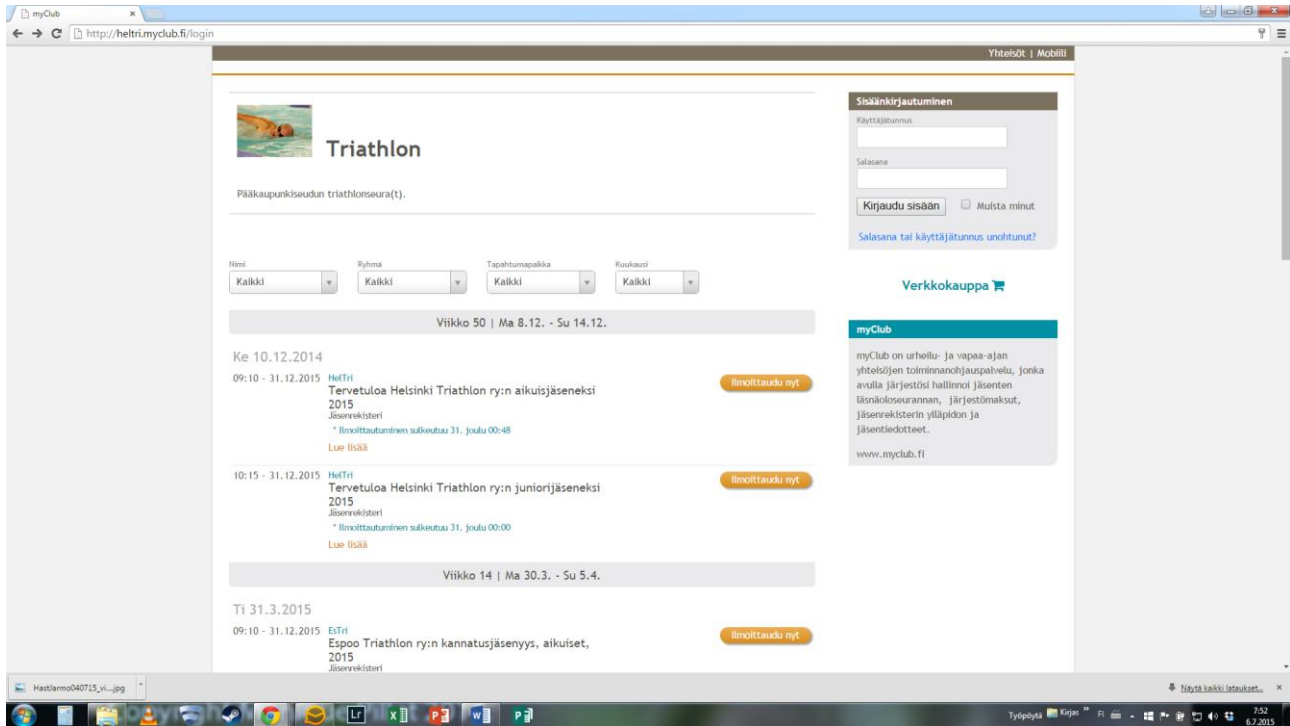 myClub
http://heltri.myclub.fi/login
Yhteisöt | Mobiili
Triathlon
Pääkaupunkiseudun triathlonseura(t).
Sisäänkirjautuminen
Käyttäjätunnus
Salasana
Kirjaudu sisään
Muista minut
Salasana tai käyttäjätunnus unohtunut?
Verkkokauppa
myClub
myClub on urheilu- ja vapaa-ajan
yhteisöjen toiminnanohjauspalvelu, jonka
avulla järjestösi hallinnoi jäsenten
läsnäoloseurannan, järjestömaksut,
jäsenrekisterin ylläpidon ja
jäsentiedotteet.
www.myclub.fi
Nimi Ryhmä Tapahtumapaikka Kuukausi
Kaikki Kaikki Kaikki Kaikki
Viikko 50 | Ma 8.12. - Su 14.12.
Ke 10.12.2014
09:10 - 31.12.2015 HelTri
Tervetuloa Helsinki Triathlon ry:n aikuisjäseneksi
2015
Jäsenrekisteri
* Ilmoittautuminen sulkeutuu 31. joulu 00:48
Lue lisää
Ilmoittaudu nyt
10:15 - 31.12.2015 HelTri
Tervetuloa Helsinki Triathlon ry:n juniorijäseneksi
2015
Jäsenrekisteri
* Ilmoittautuminen sulkeutuu 31. joulu 00:00
Lue lisää
Ilmoittaudu nyt
Viikko 14 | Ma 30.3. - Su 5.4.
Ti 31.3.2015
09:10 - 31.12.2015 EsTri
Espoo Triathlon ry:n kannatusjäsenyys, aikuiset,
2015
Jäsenrekisteri
Ilmoittaudu nyt
HastJarmo040715_vi....jpg
Näytä kaikki lataukset...
Lr
Työpöytä Kirjas » FI 7:52
6.7.2015